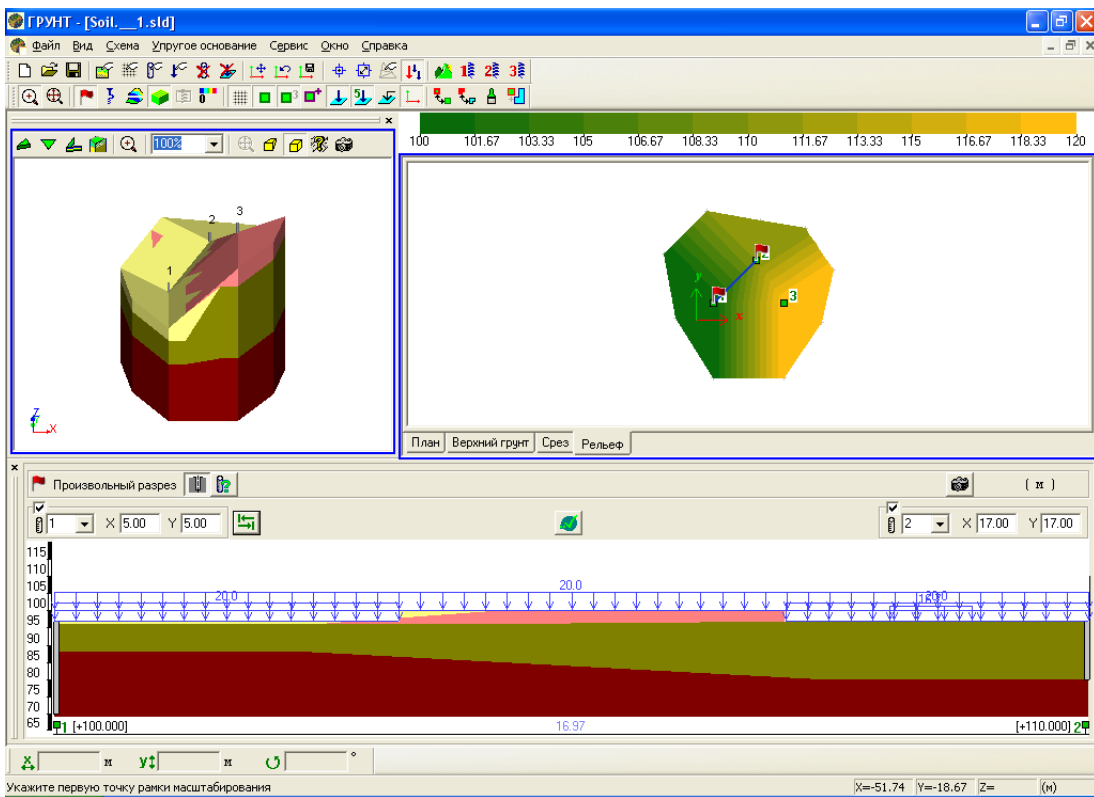 ГРУНТ - [Soil.__1.sld]
Файл Вид Схема Упругое основание Сервис Окно Справка
100%
100 101.67 103.33 105 106.67 108.33 110 111.67 113.33 115 116.67 118.33 120
1 2 3
Z
X
y
x
2
3
План Верхний грунт Срез Рельеф
Произвольный разрез ( м )
1 X 5.00 Y 5.00 2 X 17.00 Y 17.00
115
110
105
100
95
90
85
80
75
70
65
20.0 20.0 20.0
1 [+100.000] 16.97 [+110.000] 2
x м y м °
Укажите первую точку рамки масштабирования X=-51.74 Y=-18.67 Z= (м)